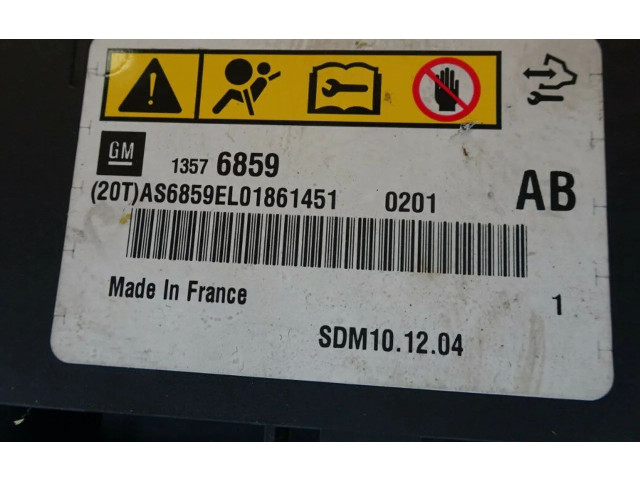 GM
1357 6859
(20T)AS6859EL01861451 0201 AB
Made In France
1
SDM10.12.04